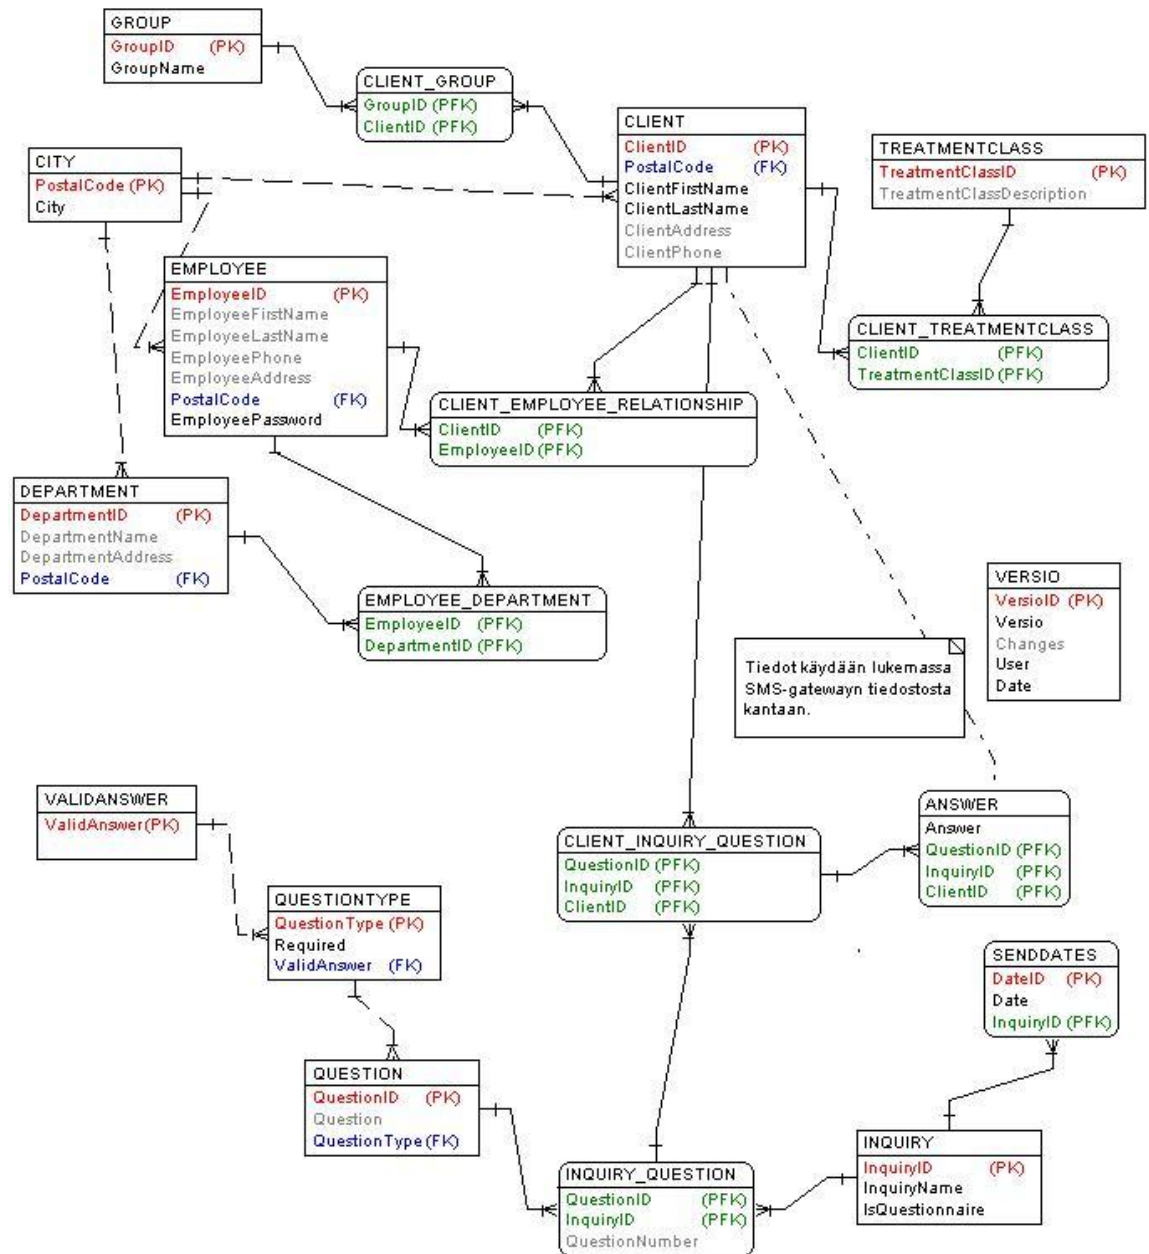 GROUP
GroupID (PK)
GroupName
CLIENT_GROUP
GroupID (PFK)
ClientID (PFK)
CLIENT
ClientID (PK)
PostalCode (FK)
ClientFirstName
ClientLastName
ClientAddress
ClientPhone
TREATMENTCLASS
TreatmentClassID (PK)
TreatmentClassDescription
CITY
PostalCode (PK)
City
EMPLOYEE
EmployeeID (PK)
EmployeeFirstName
EmployeeLastName
EmployeePhone
EmployeeAddress
PostalCode (FK)
EmployeePassword
CLIENT_TREATMENTCLASS
ClientID (PFK)
TreatmentClassID (PFK)
CLIENT_EMPLOYEE_RELATIONSHIP
ClientID (PFK)
EmployeeID (PFK)
DEPARTMENT
DepartmentID (PK)
DepartmentName
DepartmentAddress
PostalCode (FK)
EMPLOYEE_DEPARTMENT
EmployeeID (PFK)
DepartmentID (PFK)
VERSIO
VersioID (PK)
Versio
Changes
User
Date
Tiedot käydään lukemassa
SMS-gatewayn tiedostosta
kantaan.
VALIDANSWER
ValidAnswer (PK)
ANSWER
Answer
QuestionID (PFK)
InquiryID (PFK)
ClientID (PFK)
CLIENT_INQUIRY_QUESTION
QuestionID (PFK)
InquiryID (PFK)
ClientID (PFK)
QUESTIONTYPE
QuestionType (PK)
Required
ValidAnswer (FK)
SENDDATES
DateID (PK)
Date
InquiryID (PFK)
QUESTION
QuestionID (PK)
Question
QuestionType (FK)
INQUIRY_QUESTION
QuestionID (PFK)
InquiryID (PFK)
QuestionNumber
INQUIRY
InquiryID (PK)
InquiryName
IsQuestionnaire